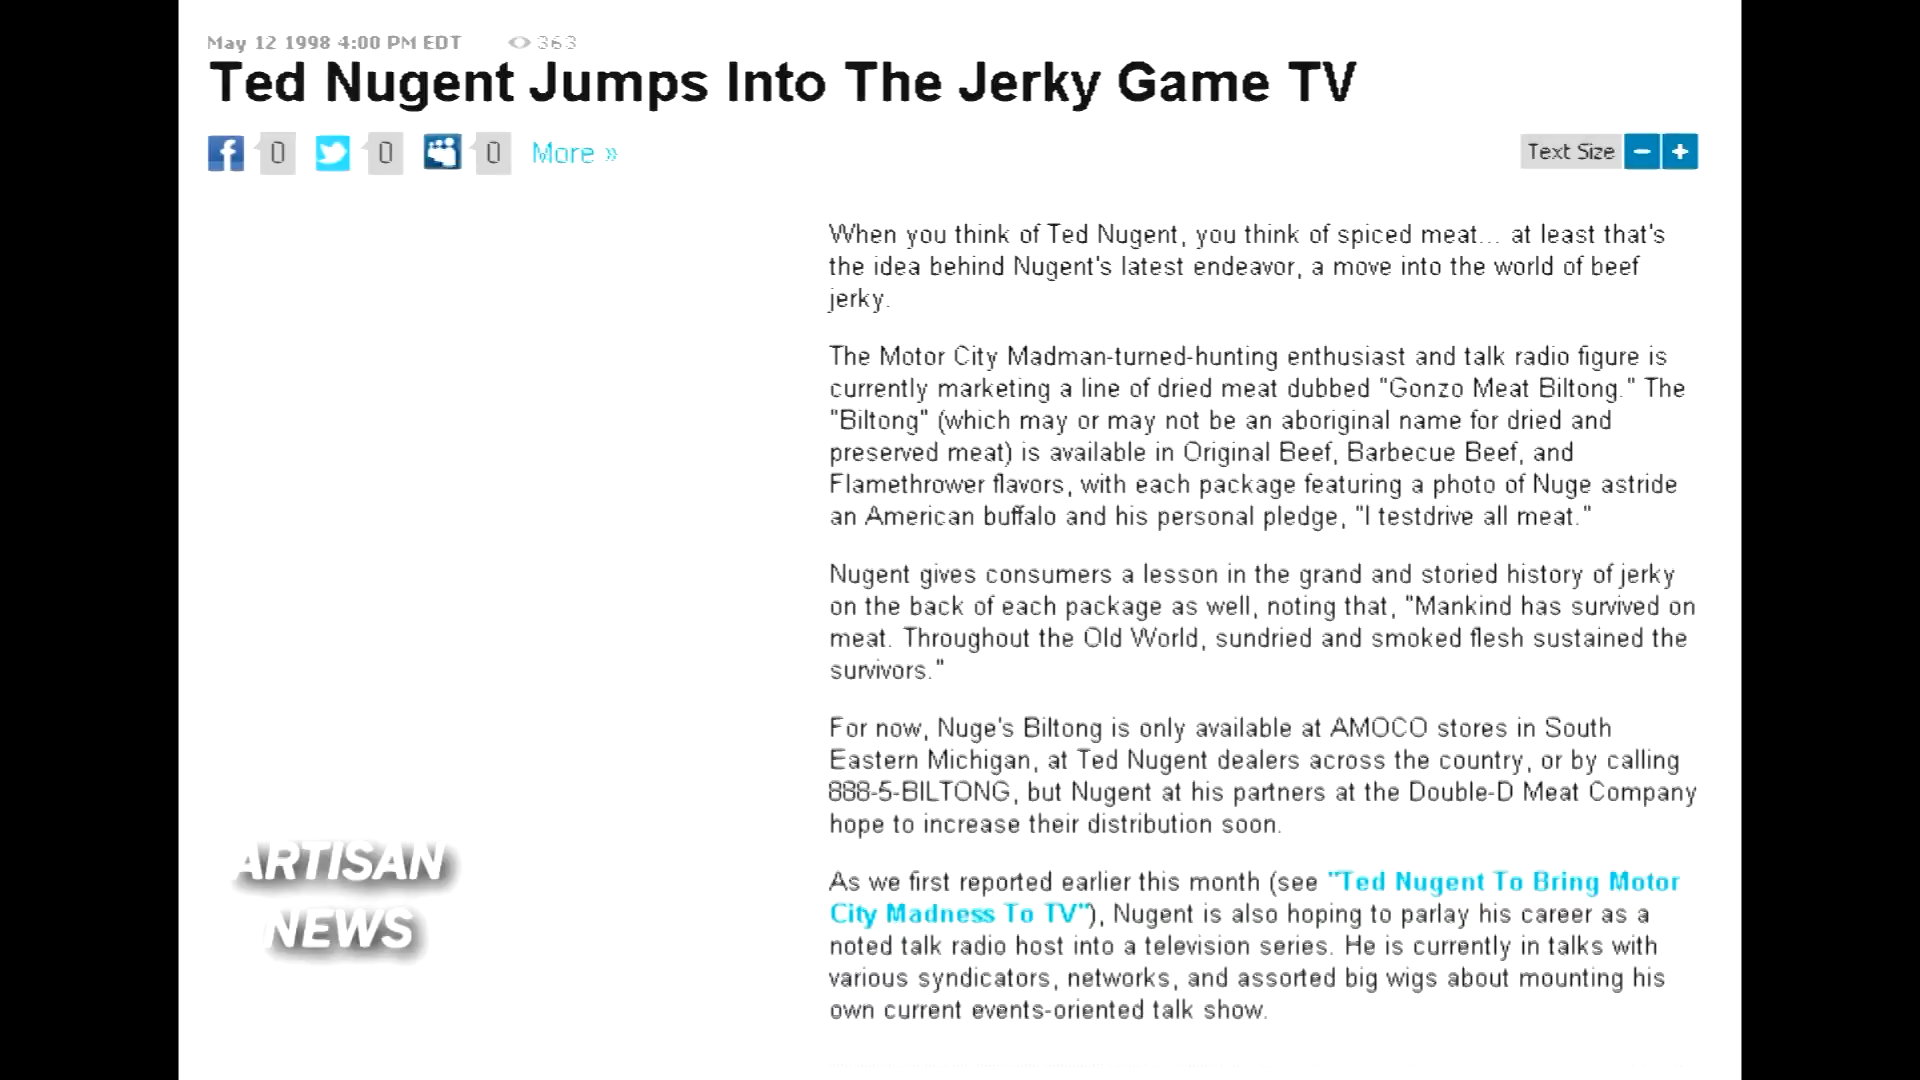 May 12 1998 4:00 PM EDT 363
Ted Nugent Jumps Into The Jerky Game TV
0 0 0 More »
Text Size - +
When you think of Ted Nugent, you think of spiced meat... at least that's
the idea behind Nugent's latest endeavor, a move into the world of beef
jerky.
The Motor City Madman-turned-hunting enthusiast and talk radio figure is
currently marketing a line of dried meat dubbed "Gonzo Meat Biltong." The
"Biltong" (which may or may not be an aboriginal name for dried and
preserved meat) is available in Original Beef, Barbecue Beef, and
Flamethrower flavors, with each package featuring a photo of Nuge astride
an American buffalo and his personal pledge, "I testdrive all meat."
Nugent gives consumers a lesson in the grand and storied history of jerky
on the back of each package as well, noting that, "Mankind has survived on
meat. Throughout the Old World, sundried and smoked flesh sustained the
survivors."
For now, Nuge's Biltong is only available at AMOCO stores in South
Eastern Michigan, at Ted Nugent dealers across the country, or by calling
888-5-BILTONG, but Nugent at his partners at the Double-D Meat Company
hope to increase their distribution soon.
As we first reported earlier this month (see "Ted Nugent To Bring Motor
City Madness To TV"), Nugent is also hoping to parlay his career as a
noted talk radio host into a television series. He is currently in talks with
various syndicators, networks, and assorted big wigs about mounting his
own current events-oriented talk show.
ARTISAN
NEWS